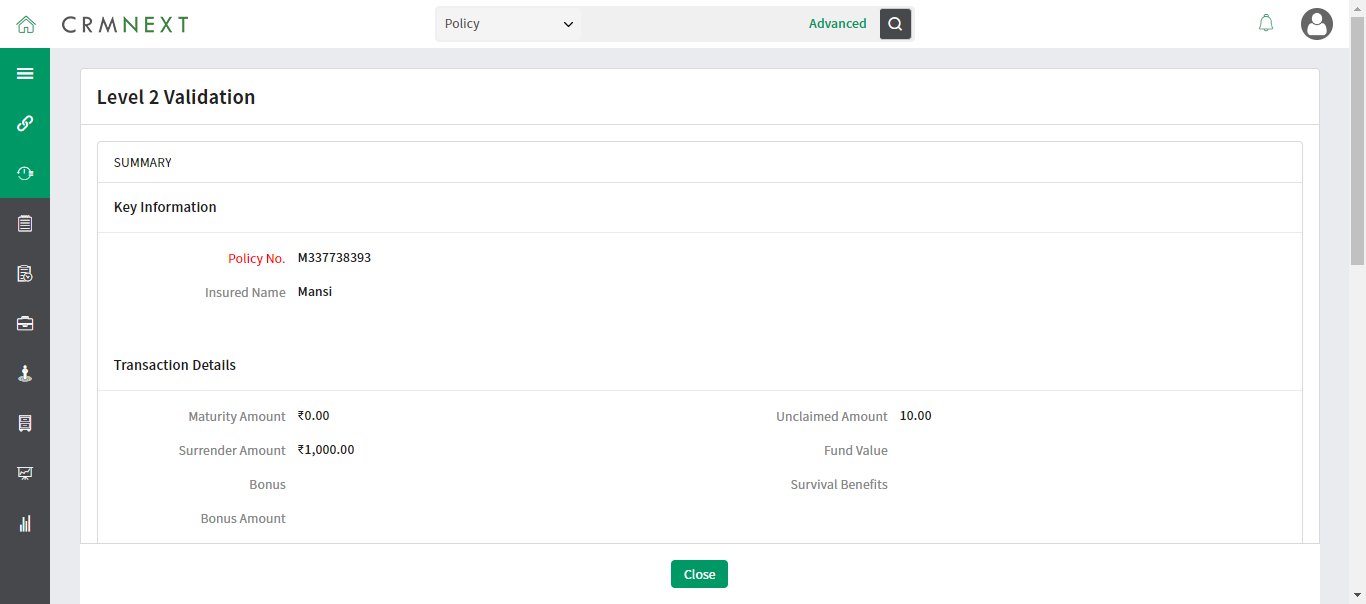 CRMNEXT
Policy
Advanced
Level 2 Validation
SUMMARY
Key Information
Policy No. M337738393
Insured Name Mansi
Transaction Details
Maturity Amount ₹0.00 Unclaimed Amount 10.00
Surrender Amount ₹1,000.00 Fund Value
Bonus Survival Benefits
Bonus Amount
Close